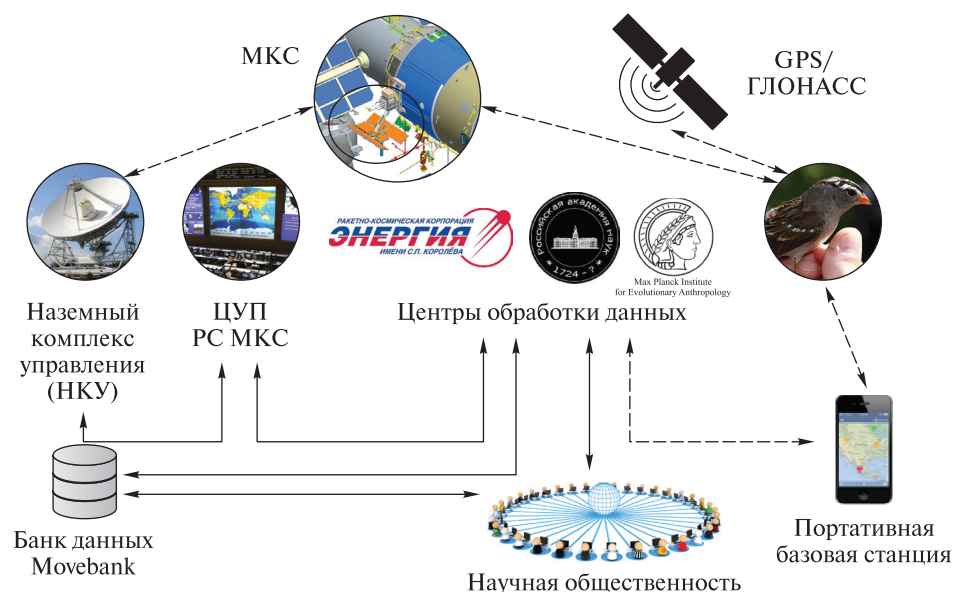 МКС
GPS/
ГЛОНАСС
РАКЕТНО-КОСМИЧЕСКАЯ КОРПОРАЦИЯ
ЭНЕРГИЯ
ИМЕНИ С.П. КОРОЛЁВА
РОССИЙСКАЯ АКАДЕМИЯ НАУК
* 1724 - ? *
Max Planck Institute
for Evolutionary Anthropology
Наземный
комплекс
управления
(НКУ)
ЦУП
РС МКС
Центры обработки данных
Банк данных
Movebank
Научная общественность
Портативная
базовая станция